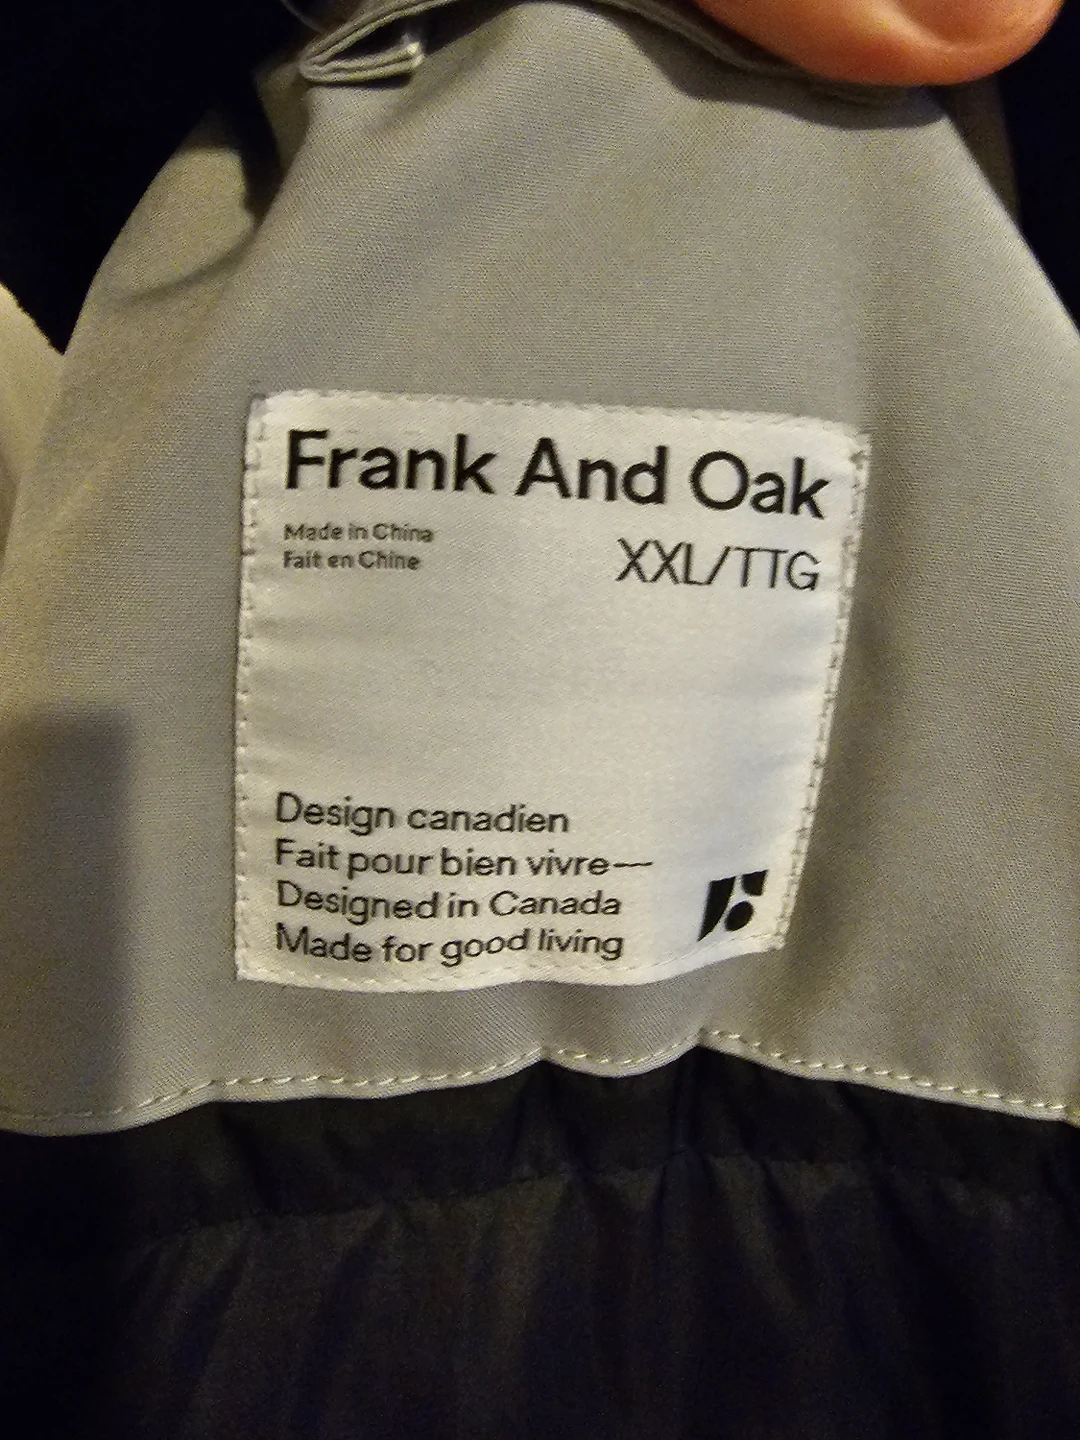 Frank And Oak
Made in China
Fait en Chine
XXL/TTG
Design canadien
Fait pour bien vivre—
Designed in Canada
Made for good living